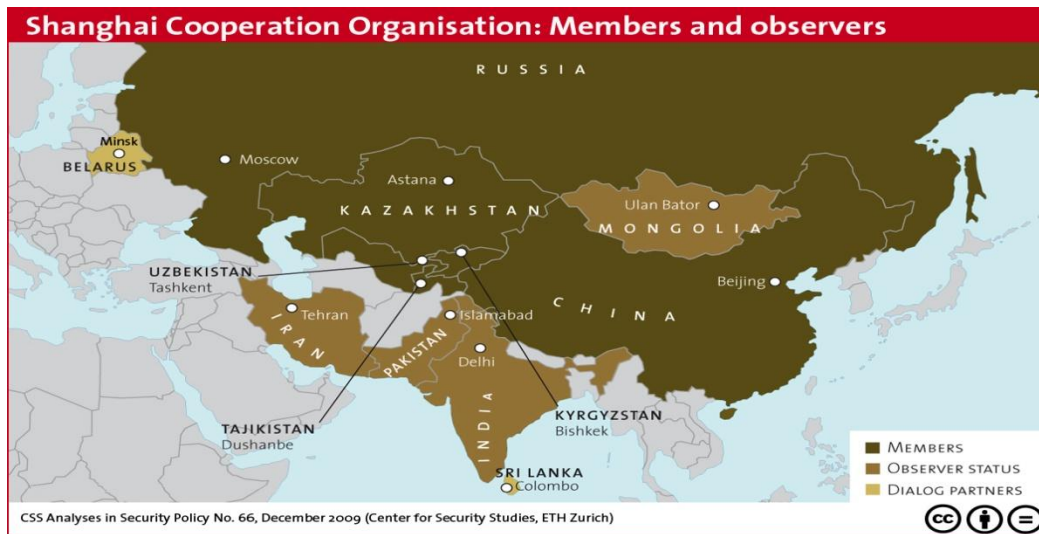 Shanghai Cooperation Organisation: Members and observers
RUSSIA
Minsk
BELARUS
Moscow
Astana
KAZAKHSTAN
Ulan Bator
MONGOLIA
UZBEKISTAN
Tashkent
Beijing
CHINA
Tehran
IRAN
Islamabad
PAKISTAN
Delhi
INDIA
TAJIKISTAN
Dushanbe
KYRGYZSTAN
Bishkek
SRI LANKA
Colombo
MEMBERS
OBSERVER STATUS
DIALOG PARTNERS
CSS Analyses in Security Policy No. 66, December 2009 (Center for Security Studies, ETH Zurich)
cc